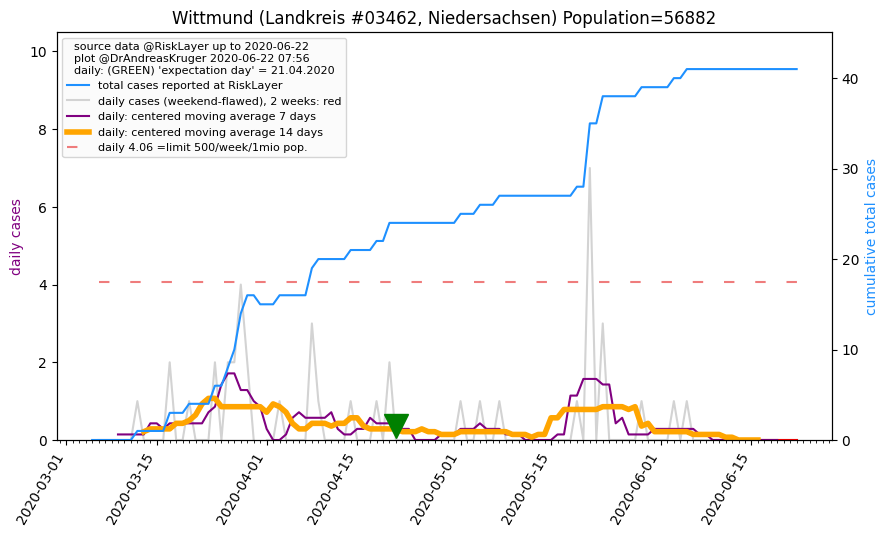 Wittmund (Landkreis #03462, Niedersachsen) Population=56882
source data @RiskLayer up to 2020-06-22
plot @DrAndreasKruger 2020-06-22 07:56
daily: (GREEN) 'expectation day' = 21.04.2020
total cases reported at RiskLayer
daily cases (weekend-flawed), 2 weeks: red
daily: centered moving average 7 days
daily: centered moving average 14 days
daily 4.06 =limit 500/week/1mio pop.
daily cases
10
8
6
4
2
0
cumulative total cases
40
30
20
10
0
2020-03-01
2020-03-15
2020-04-01
2020-04-15
2020-05-01
2020-05-15
2020-06-01
2020-06-15